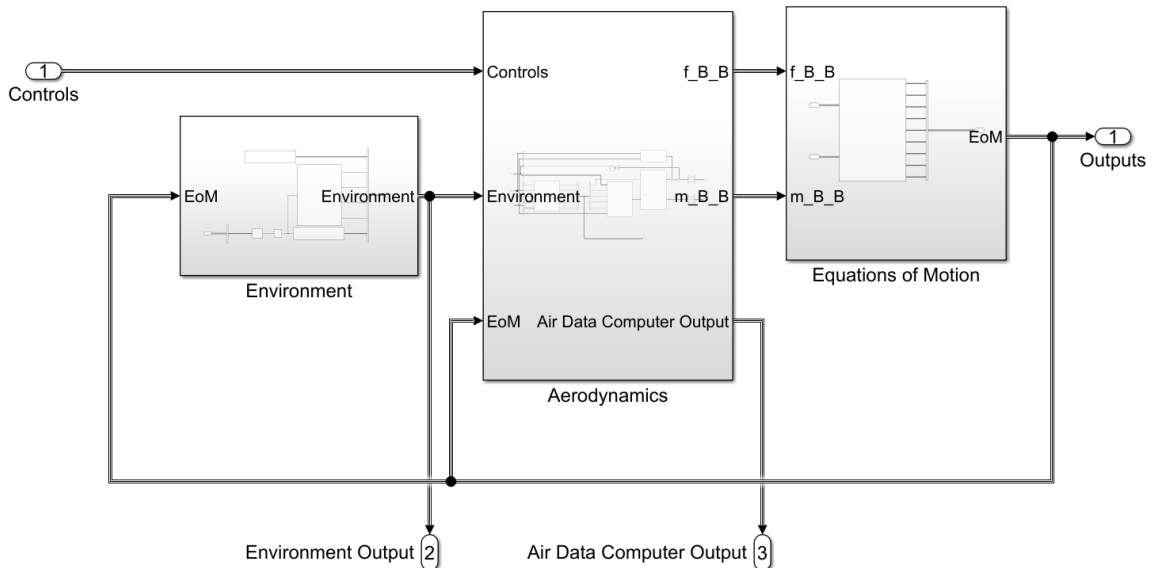 1
Controls
EoM
Environment
Environment
Controls
Environment
EoM
f_B_B
m_B_B
Air Data Computer Output
Aerodynamics
f_B_B
m_B_B
EoM
Equations of Motion
1
Outputs
Environment Output 2
Air Data Computer Output 3